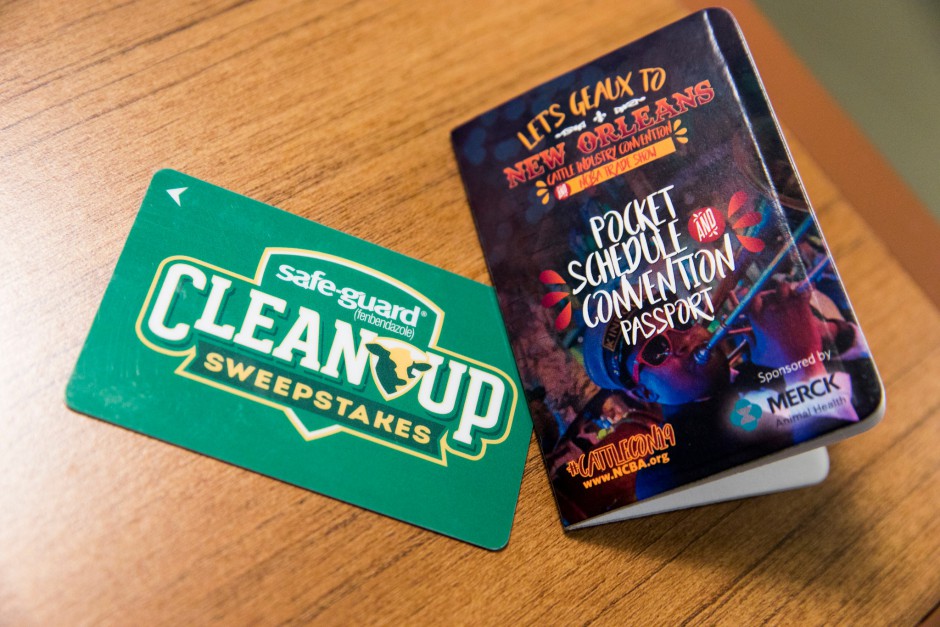 safe-guard®
(fenbendazole)
CLEAN UP
SWEEPSTAKES
LETS GEAUX TO
NEW ORLEANS
CATTLE INDUSTRY CONVENTION
NCBA TRADE SHOW
POCKET
SCHEDULE AND
CONVENTION
PASSPORT
Sponsored by
MERCK
Animal Health
#CATTLECON19
www.NCBA.org